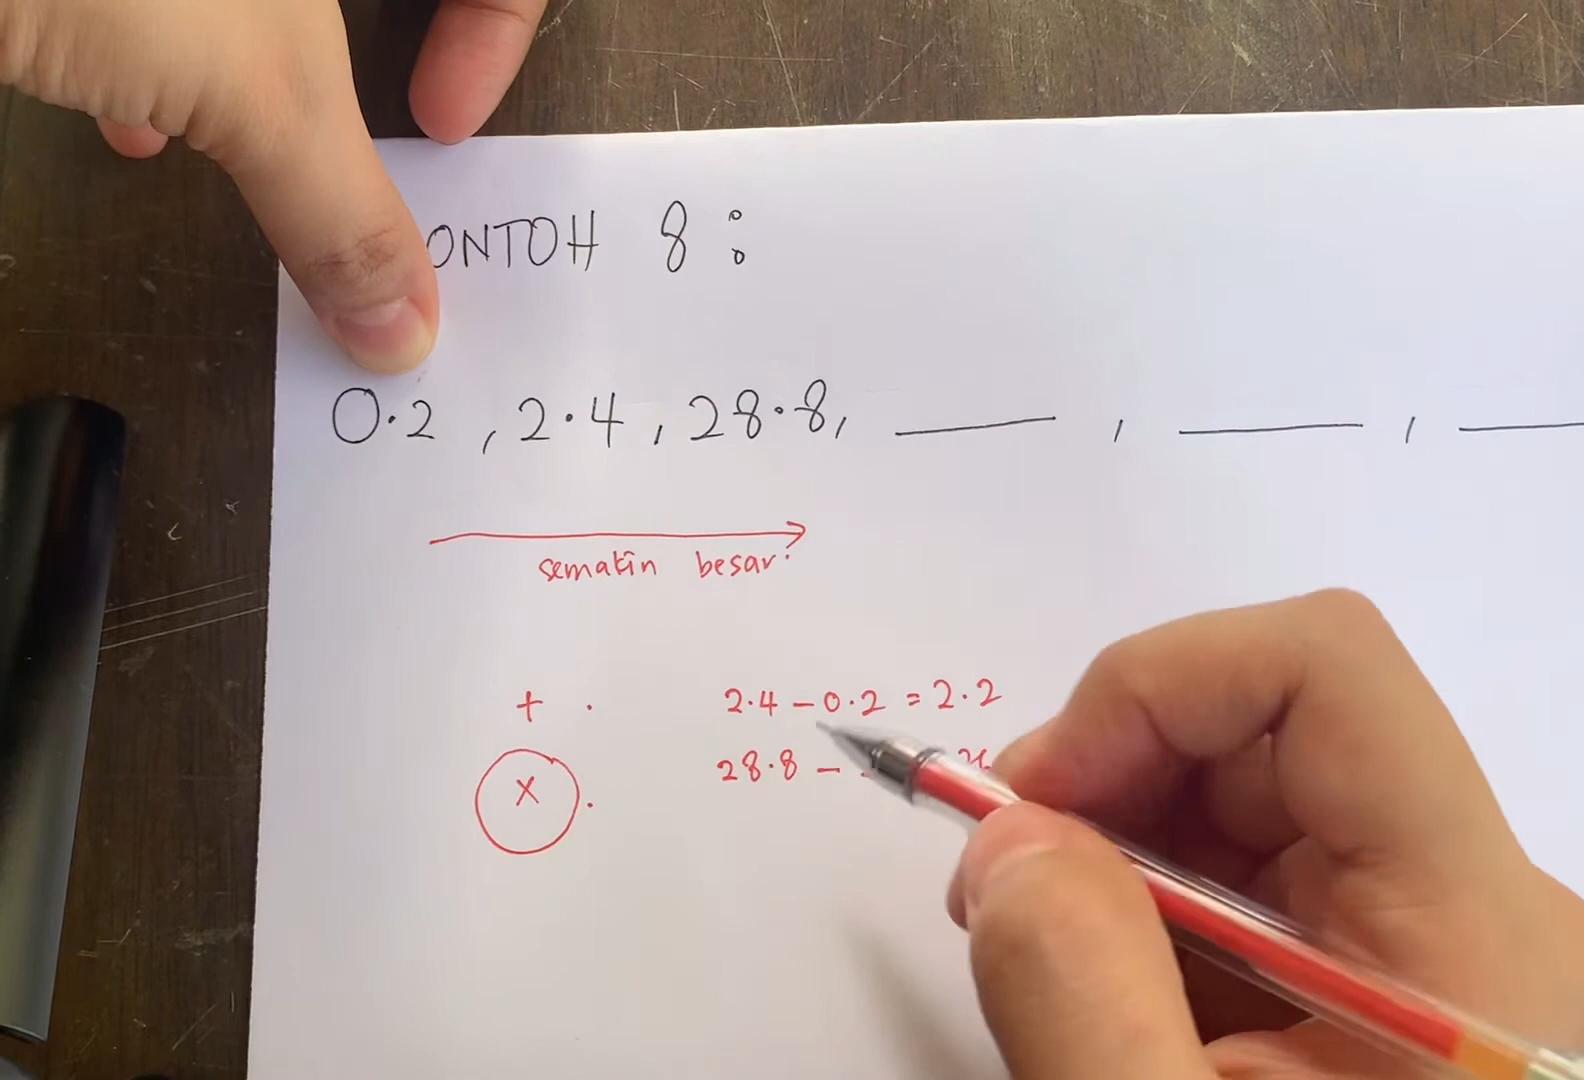 ONTOH 8 :
0.2 , 2.4 , 28.8, ____ , ____ , ____
semakin besar.
+ . 2.4 - 0.2 = 2.2
x . 28.8 -